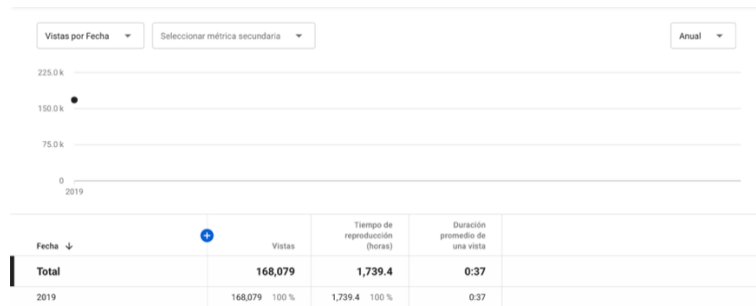 Vistas por Fecha
Seleccionar métrica secundaria
Anual
225.0 k
150.0 k
75.0 k
0
2019
Fecha
Vistas
Tiempo de
reproducción
(horas)
Duración
promedio de
una vista
Total 168,079 1,739.4 0:37
2019 168,079 100 % 1,739.4 100 % 0:37